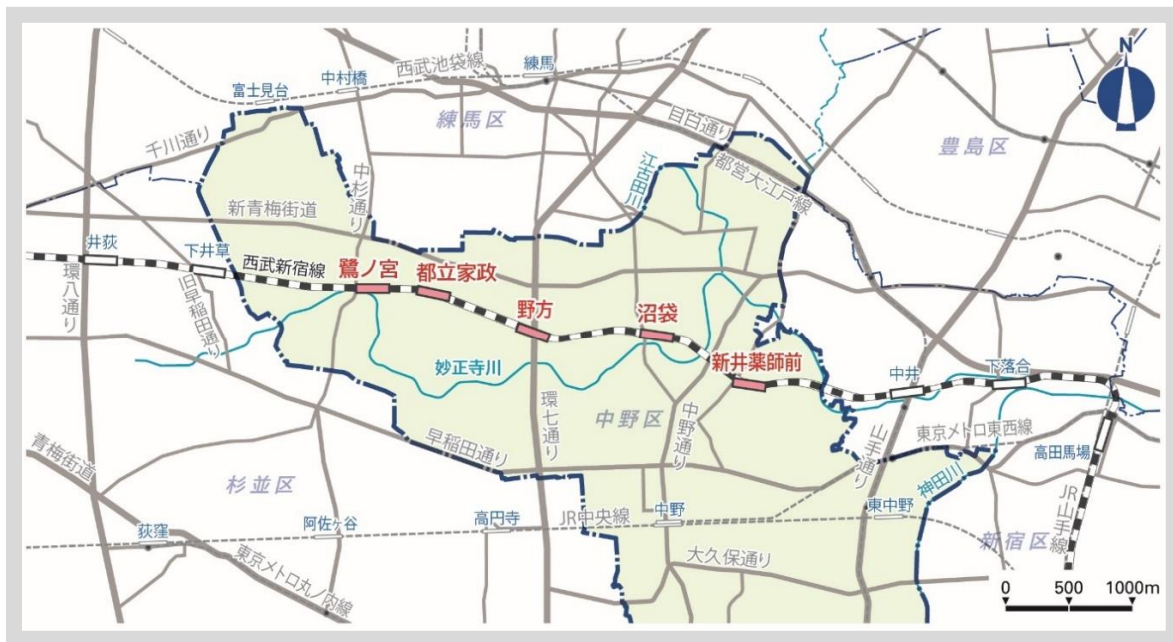 練馬
西武池袋線
中村橋
富士見台
N
練馬区
目白通り
豊島区
千川通り
中杉通り
江古田川
都営大江戸線
新青梅街道
井荻
下井草
西武新宿線
鷺ノ宮
都立家政
環八通り
旧早稲田通り
野方
沼袋
新井薬師前
妙正寺川
中井
下落合
中野区
環七通り
中野通り
山手通り
東京メトロ東西線
高田馬場
早稲田通り
青梅街道
杉並区
神田川
JR山手線
荻窪
阿佐ヶ谷
高円寺
JR中央線
中野
東中野
新宿区
東京メトロ丸ノ内線
大久保通り
0 500 1000m